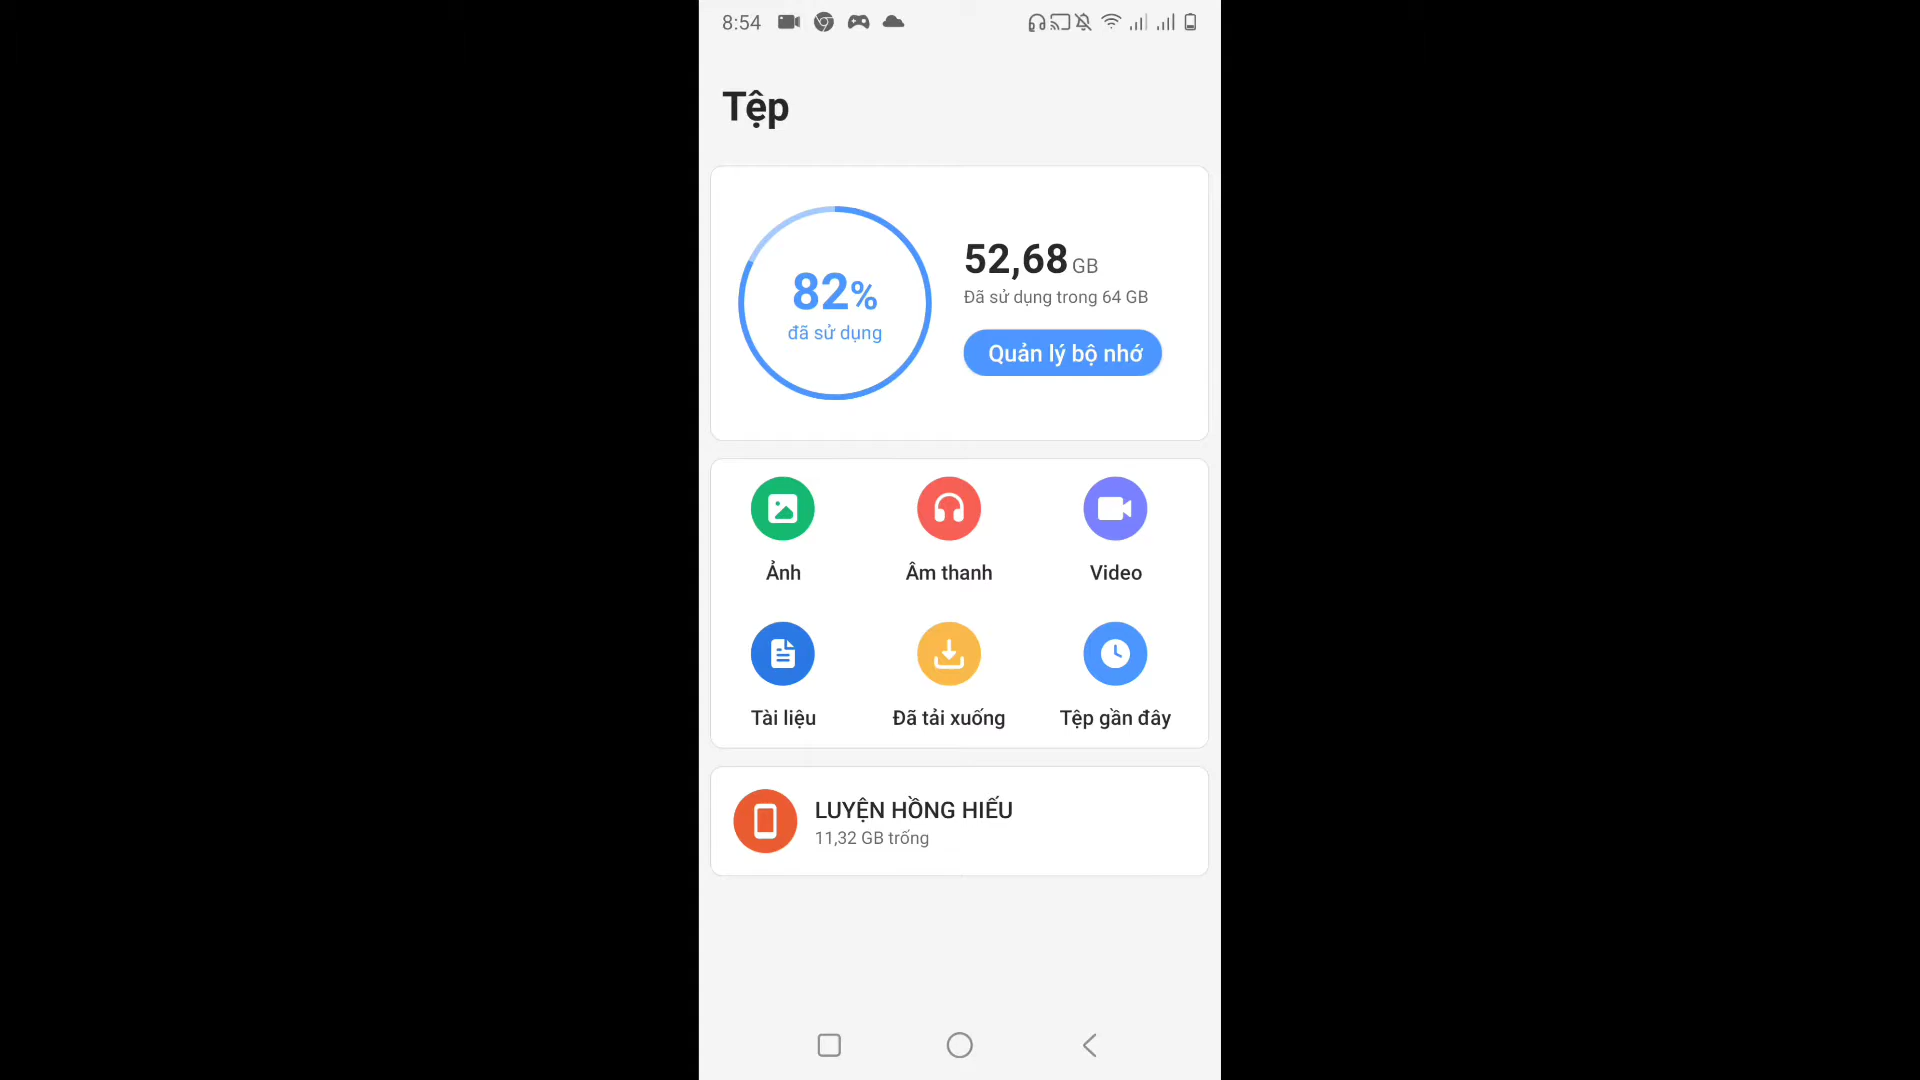 8:54
Tệp
82%
đã sử dụng
52,68 GB
Đã sử dụng trong 64 GB
Quản lý bộ nhớ
Ảnh
Âm thanh
Video
Tài liệu
Đã tải xuống
Tệp gần đây
LUYỆN HỒNG HIẾU
11,32 GB trống